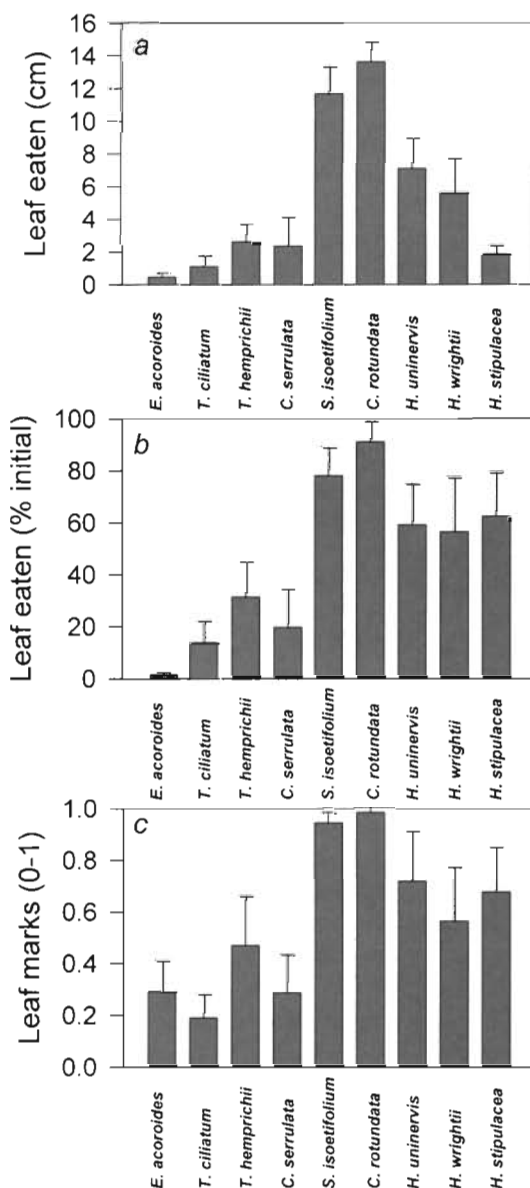 a
Leaf eaten (cm)
16
14
12
10
8
6
4
2
0
E. acoroides
T. ciliatum
T. hemprichii
C. serrulata
S. isoetifolium
C. rotundata
H. uninervis
H. wrightii
H. stipulacea
b
Leaf eaten (% initial)
100
80
60
40
20
0
E. acoroides
T. ciliatum
T. hemprichii
C. serrulata
S. isoetifolium
C. rotundata
H. uninervis
H. wrightii
H. stipulacea
c
Leaf marks (0-1)
1.0
0.8
0.6
0.4
0.2
0.0
E. acoroides
T. ciliatum
T. hemprichii
C. serrulata
S. isoetifolium
C. rotundata
H. uninervis
H. wrightii
H. stipulacea